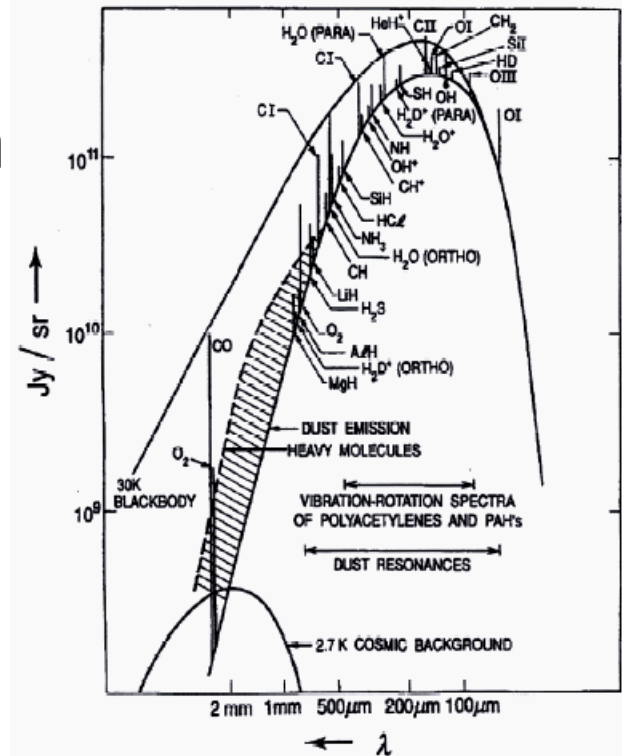 H₂O (PARA)
HeH⁺
CII
OI
CH₂
SiII
HD
OIII
CI
SH
OH
H₂D⁺ (PARA)
OI
CI
H₂O⁺
NH
OH⁺
CH⁺
10¹¹
SiH
HCℓ
NH₃
H₂O (ORTHO)
CH
LiH
H₂S
10¹⁰
CO
O₂
AℓH
H₂D⁺ (ORTHO)
MgH
Jy / sr
DUST EMISSION
HEAVY MOLECULES
O₂
30K
BLACKBODY
10⁹
VIBRATION-ROTATION SPECTRA
OF POLYACETYLENES AND PAH's
DUST RESONANCES
2.7 K COSMIC BACKGROUND
2 mm 1mm 500µm 200µm 100µm
λ